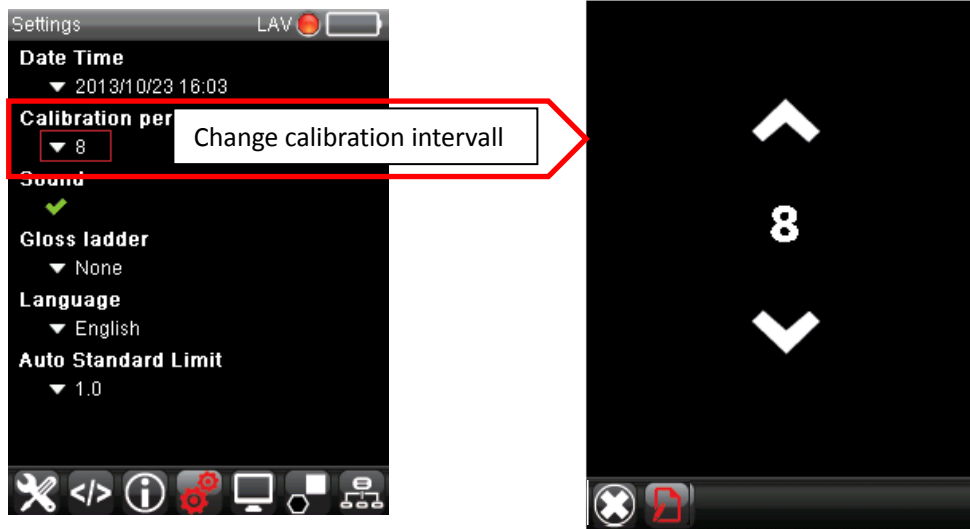 Settings LAV
Date Time
2013/10/23 16:03
Calibration per
8
Change calibration intervall
Sound
Gloss ladder
None
Language
English
Auto Standard Limit
1.0
</>
8